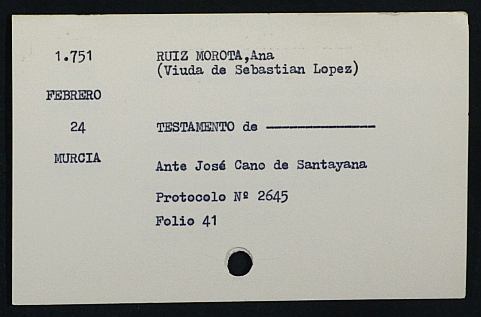 1.751 RUIZ MOROTA,Ana
(Viuda de Sebastian Lopez)
FEBRERO
24 TESTAMENTO de ————————
MURCIA
Ante José Cano de Santayana
Protocolo Nº 2645
Folio 41